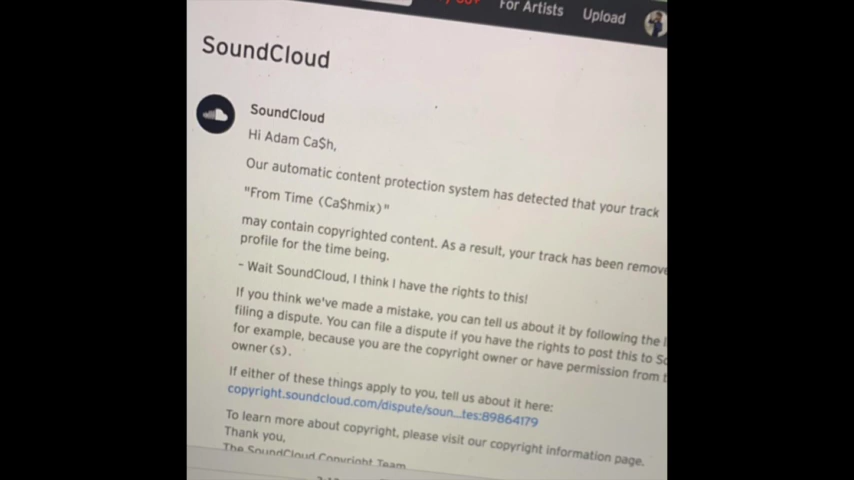 For Artists Upload
SoundCloud
SoundCloud
Hi Adam Ca$h,
Our automatic content protection system has detected that your track
"From Time (Ca$hmix)"
may contain copyrighted content. As a result, your track has been remove
profile for the time being.
- Wait SoundCloud, I think I have the rights to this!
If you think we've made a mistake, you can tell us about it by following the l
filing a dispute. You can file a dispute if you have the rights to post this to So
for example, because you are the copyright owner or have permission from t
owner(s).
If either of these things apply to you, tell us about it here:
copyright.soundcloud.com/dispute/soun...tes:89864179
To learn more about copyright, please visit our copyright information page.
Thank you,
The SoundCloud Copyright Team